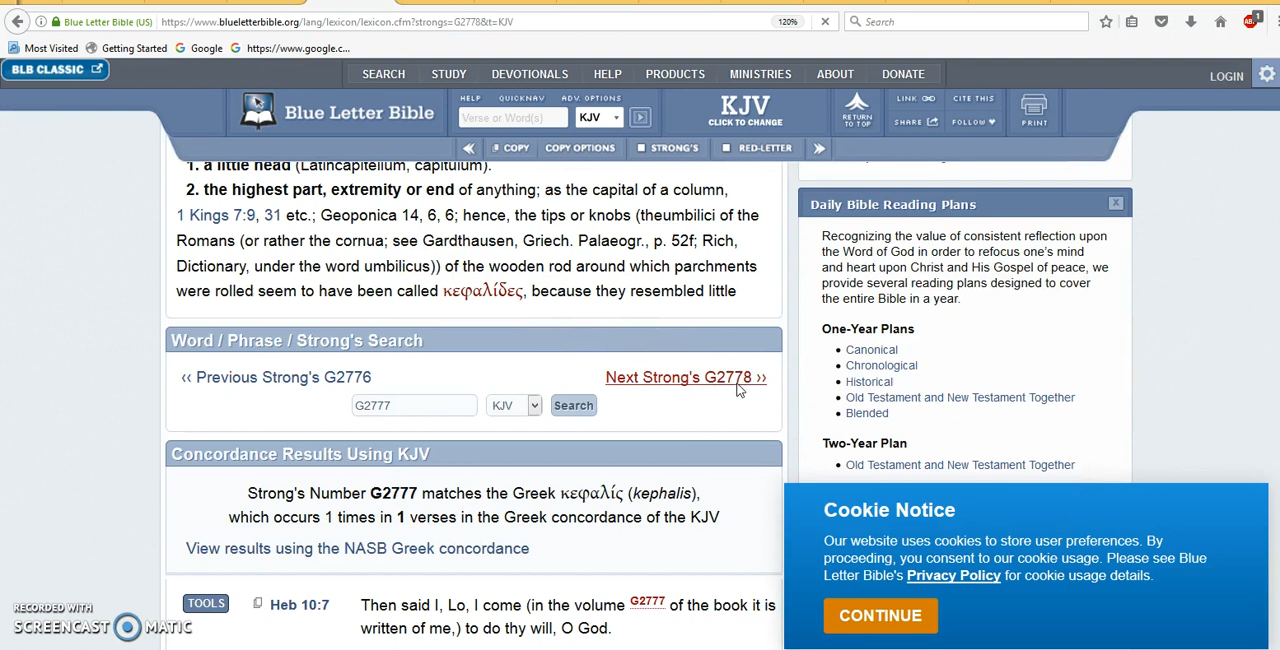 Blue Letter Bible (US)
https://www.blueletterbible.org/lang/lexicon/lexicon.cfm?strongs=G2778&t=KJV
120%
Search
1
Most Visited
Getting Started
Google
https://www.google.c...
BLB CLASSIC
SEARCH
STUDY
DEVOTIONALS
HELP
PRODUCTS
MINISTRIES
ABOUT
DONATE
LOGIN
Blue Letter Bible
HELP
QUICKNAV
ADV. OPTIONS
Verse or Word(s)
KJV
KJV
CLICK TO CHANGE
RETURN
TO TOP
LINK
CITE THIS
SHARE
FOLLOW
PRINT
COPY
COPY OPTIONS
STRONG'S
RED-LETTER
1. a little head (Latincapitellum, capitulum).
2. the highest part, extremity or end of anything; as the capital of a column,
1 Kings 7:9, 31 etc.; Geoponica 14, 6, 6; hence, the tips or knobs (theumbilici of the
Romans (or rather the cornua; see Gardthausen, Griech. Palaeogr., p. 52f; Rich,
Dictionary, under the word umbilicus)) of the wooden rod around which parchments
were rolled seem to have been called κεφαλίδες, because they resembled little
Word / Phrase / Strong's Search
‹‹ Previous Strong's G2776
Next Strong's G2778 ››
G2777
KJV
Search
Concordance Results Using KJV
Strong's Number G2777 matches the Greek κεφαλίς (kephalis),
which occurs 1 times in 1 verses in the Greek concordance of the KJV
View results using the NASB Greek concordance
TOOLS
Heb 10:7
Then said I, Lo, I come (in the volume G2777 of the book it is
written of me,) to do thy will, O God.
Daily Bible Reading Plans
x
Recognizing the value of consistent reflection upon
the Word of God in order to refocus one's mind
and heart upon Christ and His Gospel of peace, we
provide several reading plans designed to cover
the entire Bible in a year.
One-Year Plans
Canonical
Chronological
Historical
Old Testament and New Testament Together
Blended
Two-Year Plan
Old Testament and New Testament Together
Cookie Notice
Our website uses cookies to store user preferences. By
proceeding, you consent to our cookie usage. Please see Blue
Letter Bible's Privacy Policy for cookie usage details.
CONTINUE
RECORDED WITH
SCREENCAST MATIC